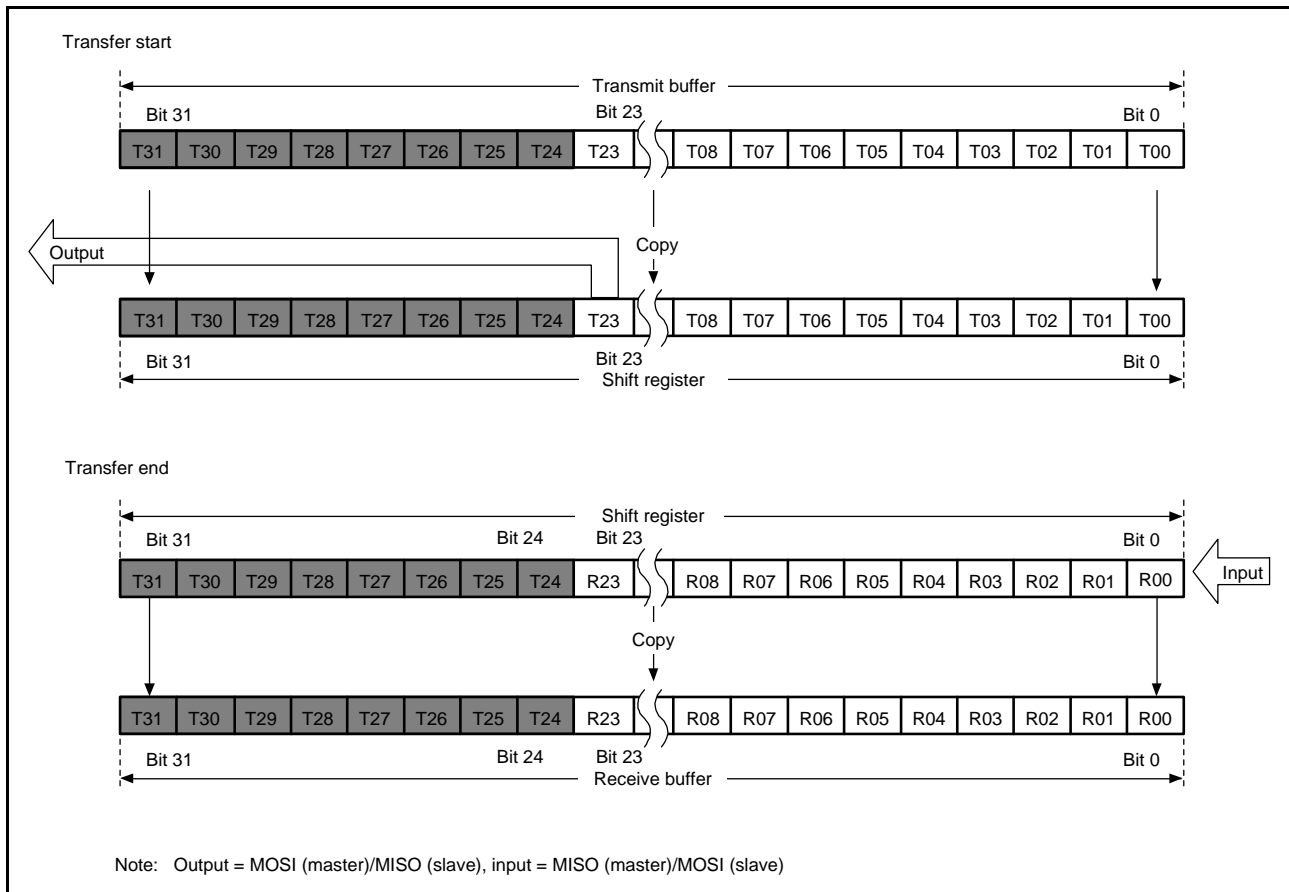 Transfer start
Transmit buffer
Bit 31 Bit 23 Bit 0
T31 T30 T29 T28 T27 T26 T25 T24 T23 T08 T07 T06 T05 T04 T03 T02 T01 T00
Output Copy
T31 T30 T29 T28 T27 T26 T25 T24 T23 T08 T07 T06 T05 T04 T03 T02 T01 T00
Bit 31 Bit 23 Bit 0
Shift register
Transfer end
Shift register
Bit 31 Bit 24 Bit 23 Bit 0
T31 T30 T29 T28 T27 T26 T25 T24 R23 R08 R07 R06 R05 R04 R03 R02 R01 R00 Input
Copy
T31 T30 T29 T28 T27 T26 T25 T24 R23 R08 R07 R06 R05 R04 R03 R02 R01 R00
Bit 31 Bit 24 Bit 23 Bit 0
Receive buffer
Note: Output = MOSI (master)/MISO (slave), input = MISO (master)/MOSI (slave)